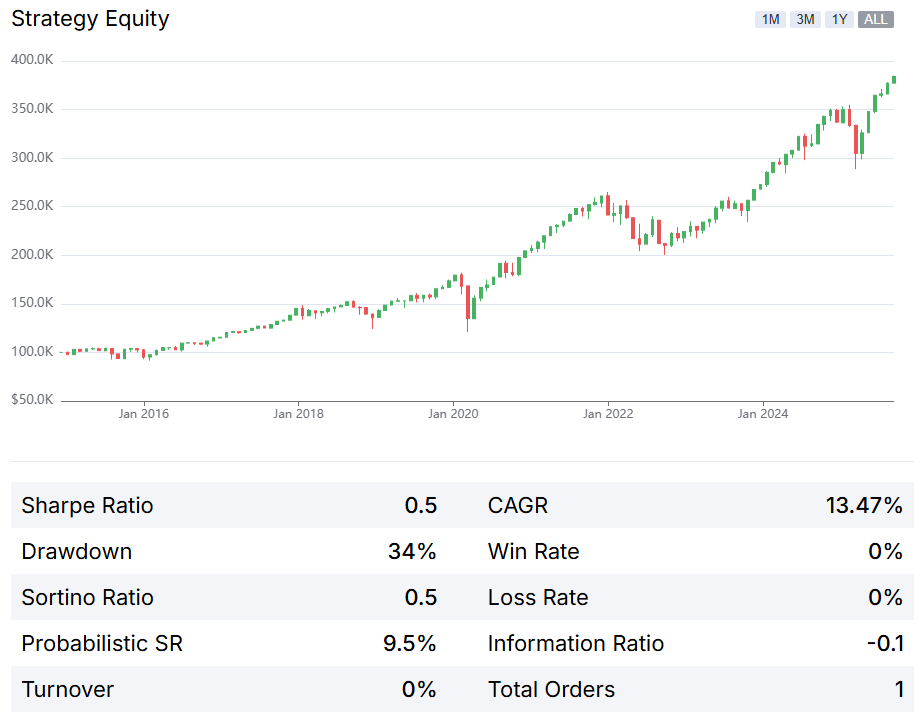 Strategy Equity
1M 3M 1Y ALL
400.0K
350.0K
300.0K
250.0K
200.0K
150.0K
100.0K
$50.0K
Jan 2016 Jan 2018 Jan 2020 Jan 2022 Jan 2024
Sharpe Ratio 0.5 CAGR 13.47%
Drawdown 34% Win Rate 0%
Sortino Ratio 0.5 Loss Rate 0%
Probabilistic SR 9.5% Information Ratio -0.1
Turnover 0% Total Orders 1